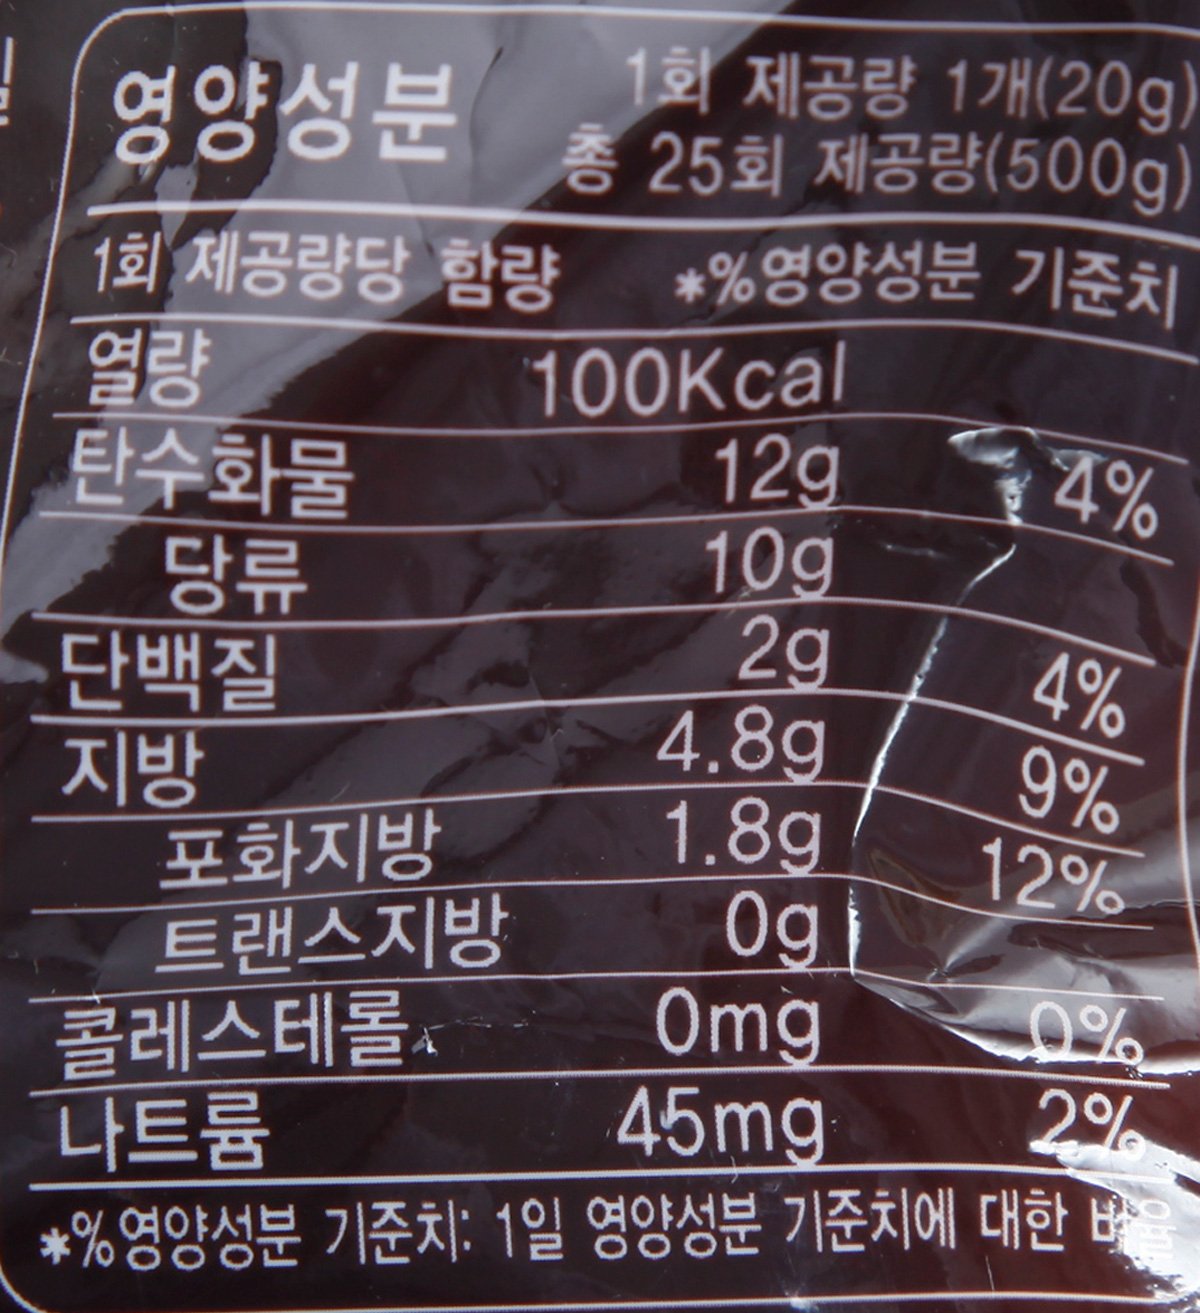 영양성분
1회 제공량 1개(20g)
총 25회 제공량(500g)
1회 제공량당 함량 *%영양성분 기준치
열량 100Kcal
탄수화물 12g 4%
당류 10g
단백질 2g 4%
지방 4.8g 9%
포화지방 1.8g 12%
트랜스지방 0g
콜레스테롤 0mg 0%
나트륨 45mg 2%
*%영양성분 기준치: 1일 영양성분 기준치에 대한